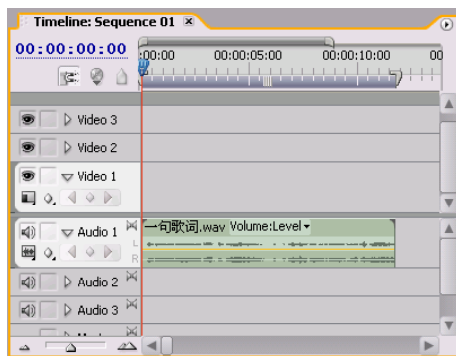 Timeline: Sequence 01
00:00:00:00
:00:00 00:00:05:00 00:00:10:00 00
Video 3
Video 2
Video 1
Audio 1 一句歌词.wav Volume:Level
L
R
Audio 2
Audio 3